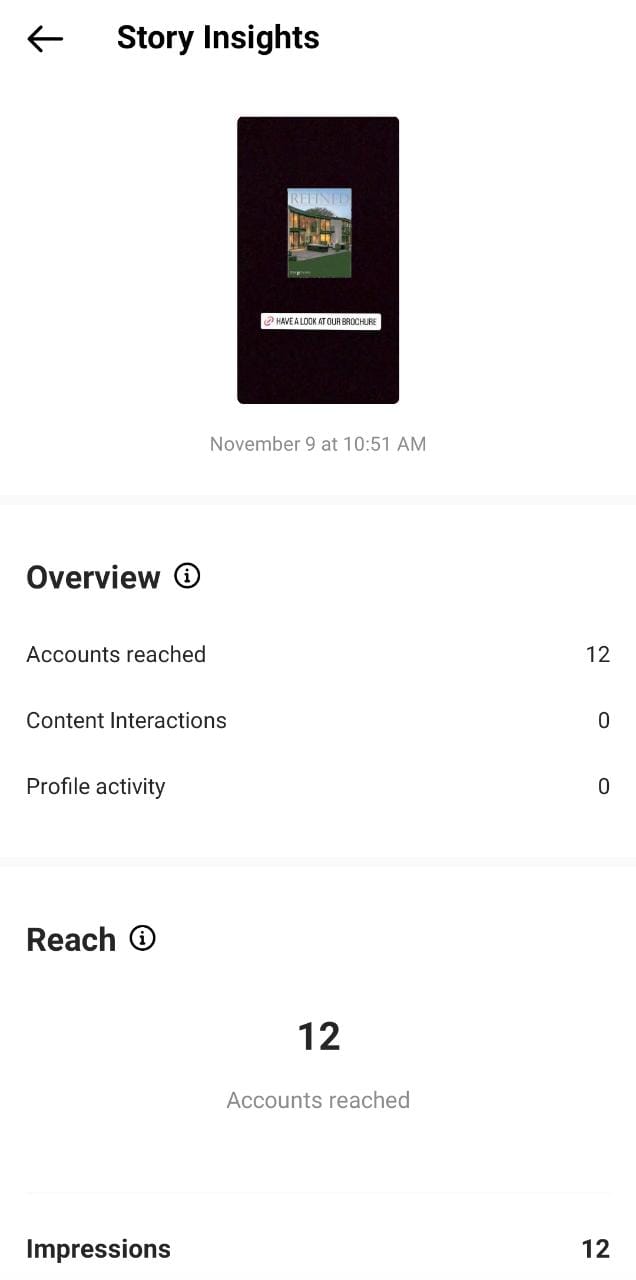 Story Insights
REFINED
HAVE A LOOK AT OUR BROCHURE
November 9 at 10:51 AM
Overview
Accounts reached 12
Content Interactions 0
Profile activity 0
Reach
12
Accounts reached
Impressions 12